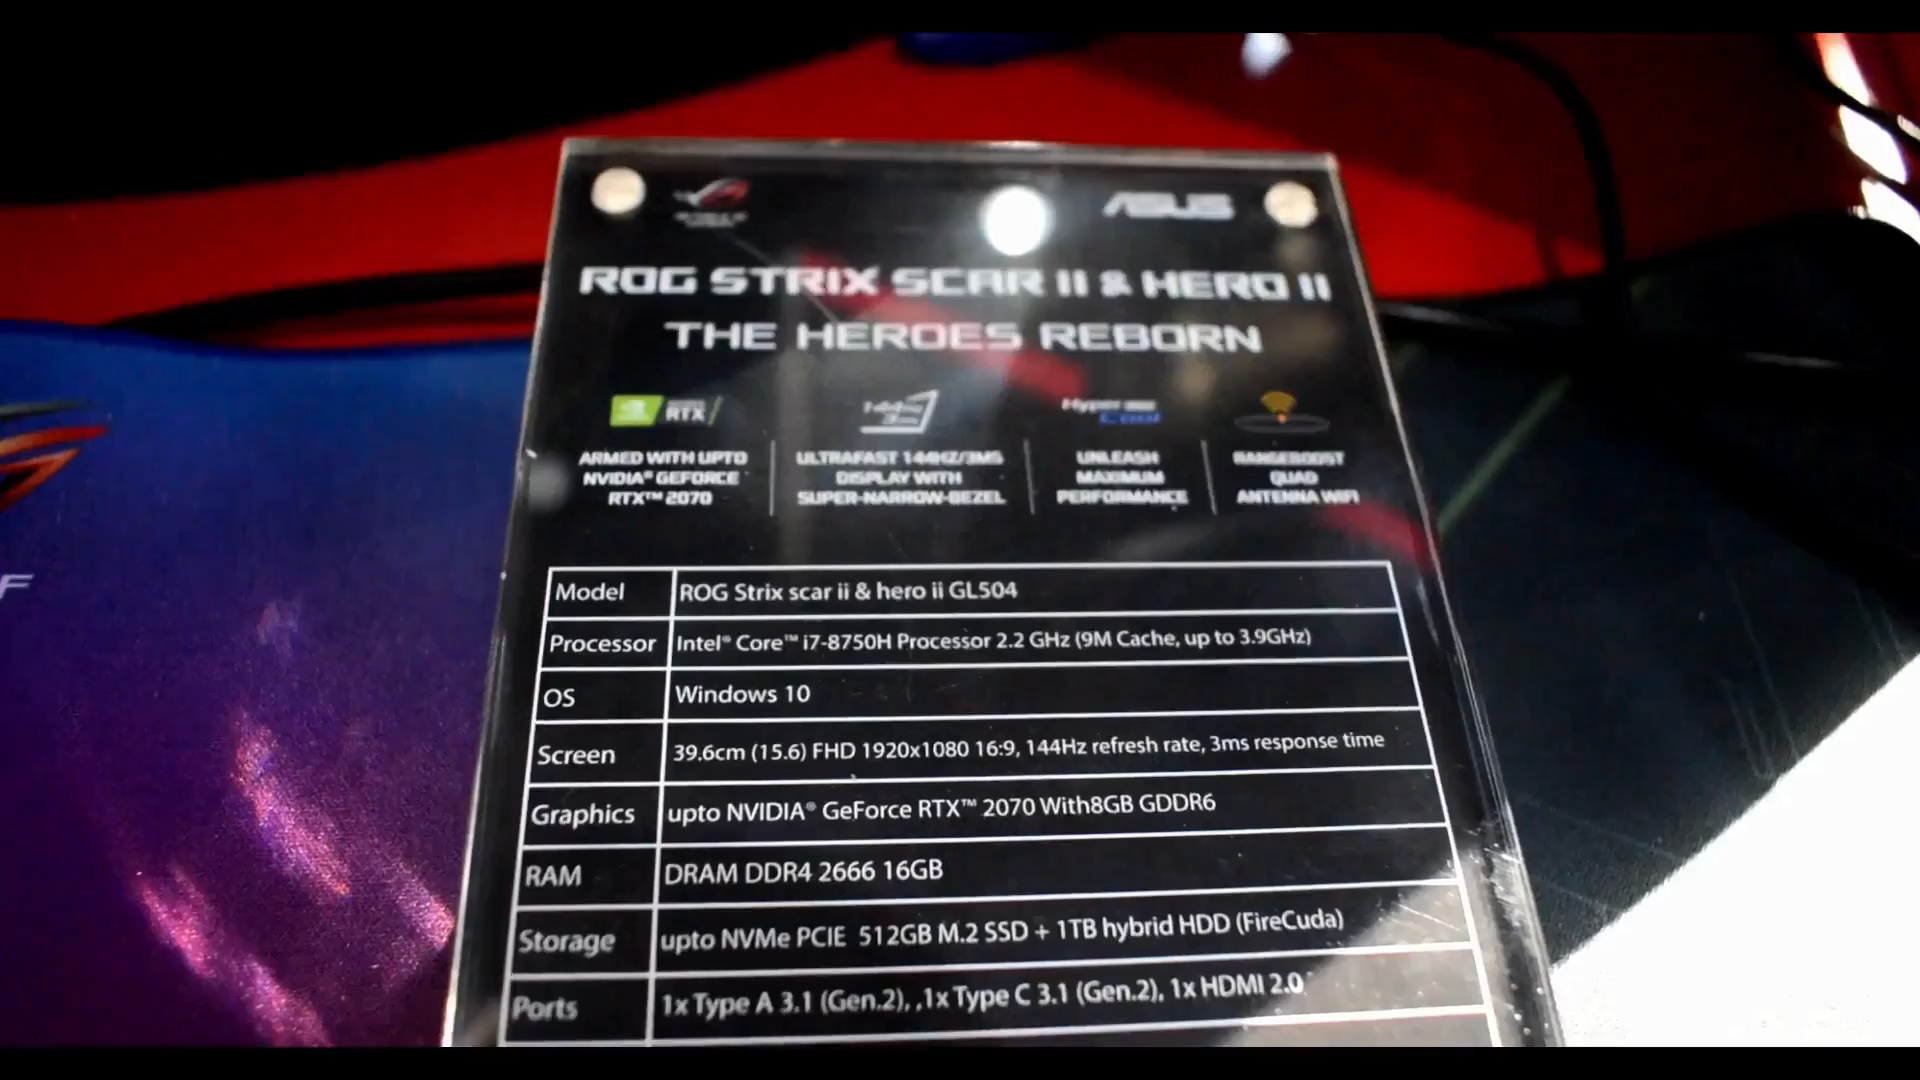 ASUS
ROG STRIX SCAR II & HERO II
THE HEROES REBORN
RTX
Hyper Cool
ARMED WITH UPTO
NVIDIA® GEFORCE
RTX™ 2070
ULTRAFAST 144HZ/3MS
DISPLAY WITH
SUPER-NARROW-BEZEL
UNLEASH
MAXIMUM
PERFORMANCE
RANGEBOOST
QUAD
ANTENNA WIFI
Model ROG Strix scar ii & hero ii GL504
Processor Intel® Core™ i7-8750H Processor 2.2 GHz (9M Cache, up to 3.9GHz)
OS Windows 10
Screen 39.6cm (15.6) FHD 1920x1080 16:9, 144Hz refresh rate, 3ms response time
Graphics upto NVIDIA® GeForce RTX™ 2070 With8GB GDDR6
RAM DRAM DDR4 2666 16GB
Storage upto NVMe PCIE 512GB M.2 SSD + 1TB hybrid HDD (FireCuda)
Ports 1x Type A 3.1 (Gen.2), ,1x Type C 3.1 (Gen.2), 1x HDMI 2.0